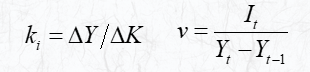 k_i = ΔY/ΔK    v = I_t / (Y_t − Y_{t−1})